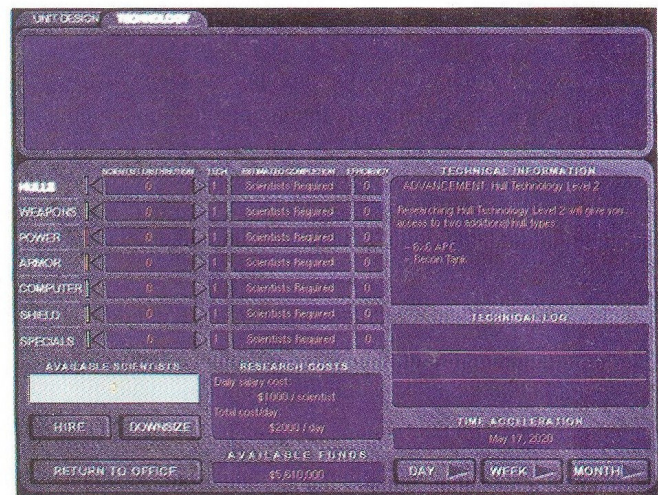 UNIT DESIGN TECHNOLOGY
SCIENTIST DISTRIBUTION TECH ESTIMATED COMPLETION EFFICIENCY
HULLS 0 1 Scientists Required 0
WEAPONS 0 1 Scientists Required 0
POWER 0 1 Scientists Required 0
ARMOR 0 1 Scientists Required 0
COMPUTER 0 1 Scientists Required 0
SHIELD 0 1 Scientists Required 0
SPECIALS 0 1 Scientists Required 0
TECHNICAL INFORMATION
ADVANCEMENT: Hull Technology Level 2
Researching Hull Technology Level 2 will give you
access to two additional hull types:
- 6x6 APC
- Recon Tank
TECHNICAL LOG
AVAILABLE SCIENTISTS
HIRE DOWNSIZE
RETURN TO OFFICE
RESEARCH COSTS
Daily salary cost:
$1000 / scientist
Total cost/day
$2000 / day
AVAILABLE FUNDS
$5,610,000
TIME ACCELERATION
May 17, 2020
DAY WEEK MONTH